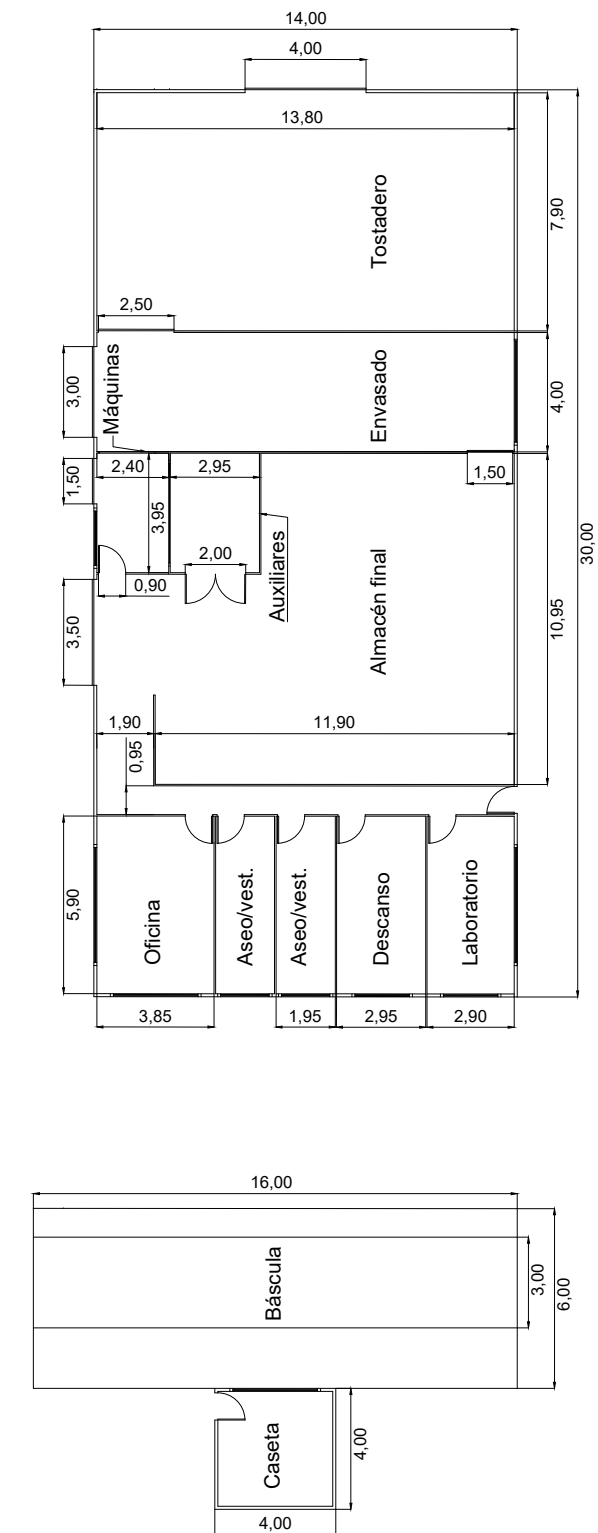 14,00
4,00
13,80
Tostadero
7,90
2,50
3,00
Máquinas
Envasado
4,00
1,50
2,40
2,95
1,50
3,95
30,00
2,00
0,90
Auxiliares
Almacén final
10,95
3,50
1,90
11,90
0,95
5,90
Oficina
Aseo/vest.
Aseo/vest.
Descanso
Laboratorio
3,85
1,95
2,95
2,90
16,00
Báscula
3,00
6,00
Caseta
4,00
4,00